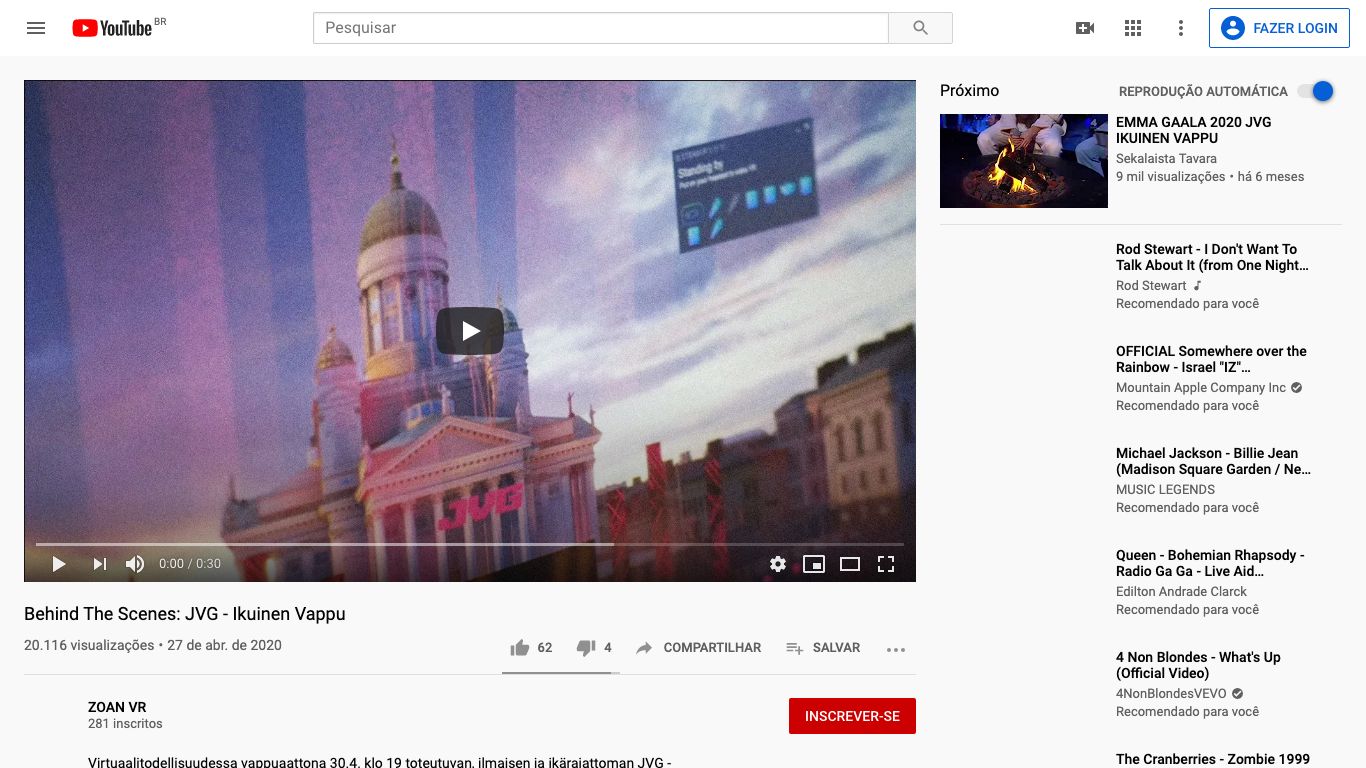 YouTube BR
Pesquisar
FAZER LOGIN
Standing by
JVG
0:00 / 0:30
Behind The Scenes: JVG - Ikuinen Vappu
20.116 visualizações • 27 de abr. de 2020
62
4
COMPARTILHAR
SALVAR
ZOAN VR
281 inscritos
INSCREVER-SE
Virtuaalitodellisuudessa vappuaattona 30.4. klo 19 toteutuvan, ilmaisen ja ikärajattoman JVG -
Próximo
REPRODUÇÃO AUTOMÁTICA
EMMA GAALA 2020 JVG
IKUINEN VAPPU
Sekalaista Tavara
9 mil visualizações • há 6 meses
Rod Stewart - I Don't Want To
Talk About It (from One Night…
Rod Stewart
Recomendado para você
OFFICIAL Somewhere over the
Rainbow - Israel "IZ"…
Mountain Apple Company Inc
Recomendado para você
Michael Jackson - Billie Jean
(Madison Square Garden / Ne…
MUSIC LEGENDS
Recomendado para você
Queen - Bohemian Rhapsody -
Radio Ga Ga - Live Aid…
Edilton Andrade Clarck
Recomendado para você
4 Non Blondes - What's Up
(Official Video)
4NonBlondesVEVO
Recomendado para você
The Cranberries - Zombie 1999